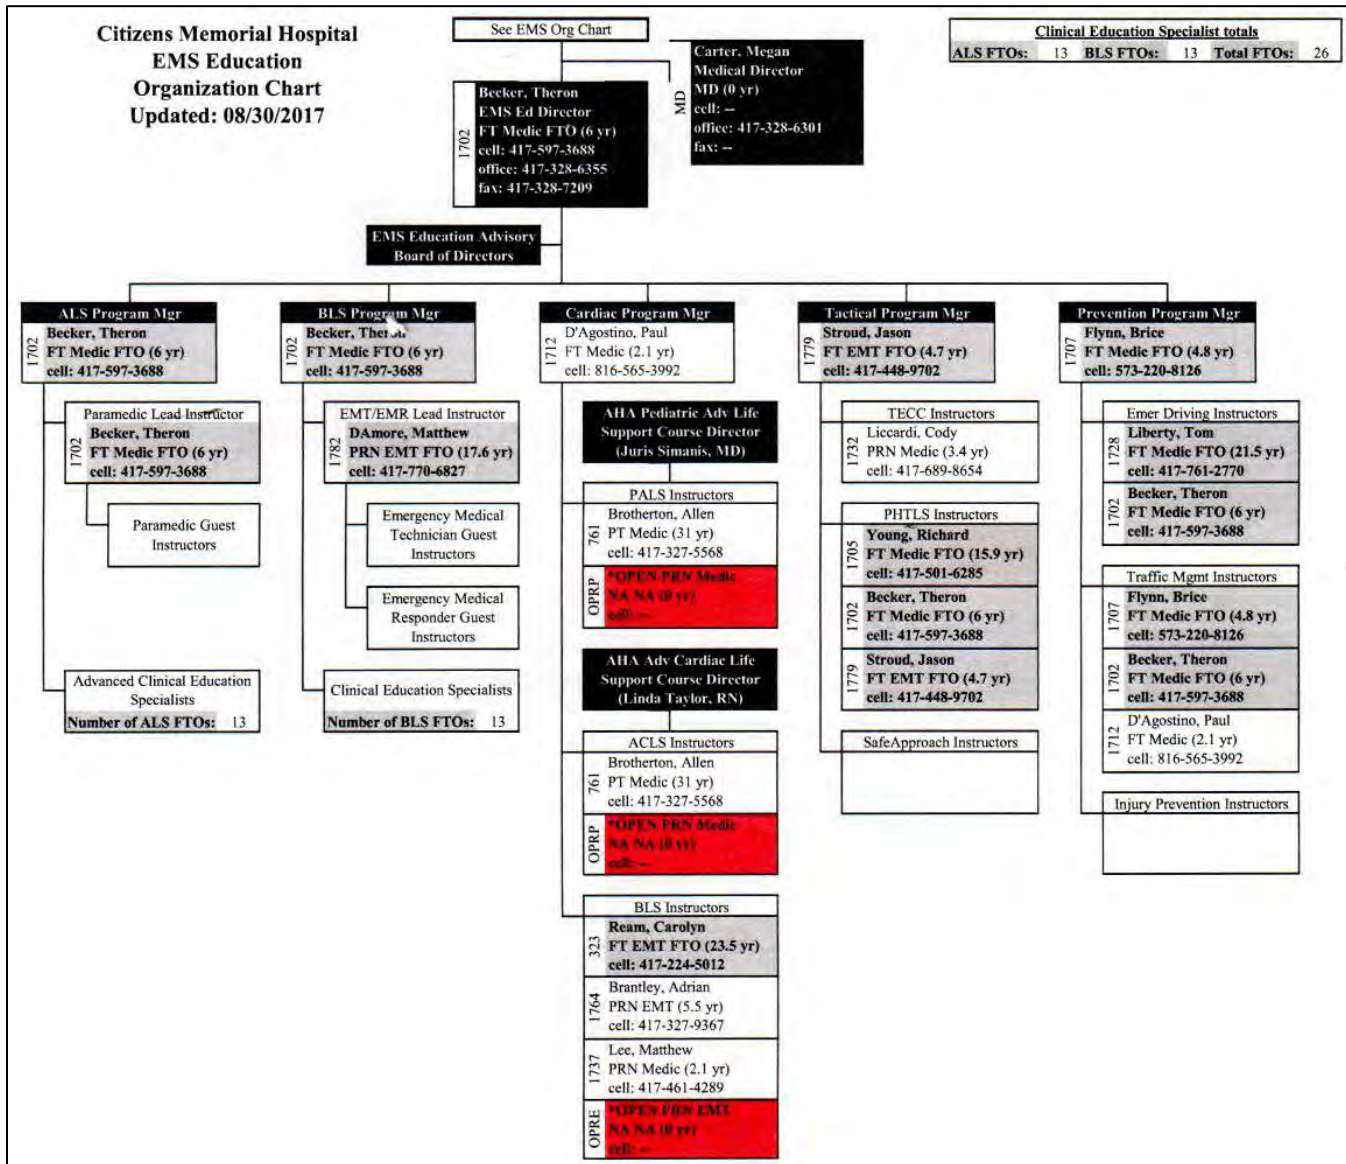 Citizens Memorial Hospital
EMS Education
Organization Chart
Updated: 08/30/2017
See EMS Org Chart
Clinical Education Specialist totals
ALS FTOs: 13 BLS FTOs: 13 Total FTOs: 26
MD
Carter, Megan
Medical Director
MD (0 yr)
cell: --
office: 417-328-6301
fax: --
1702
Becker, Theron
EMS Ed Director
FT Medic FTO (6 yr)
cell: 417-597-3688
office: 417-328-6355
fax: 417-328-7209
EMS Education Advisory
Board of Directors
ALS Program Mgr
1702
Becker, Theron
FT Medic FTO (6 yr)
cell: 417-597-3688
Paramedic Lead Instructor
1702
Becker, Theron
FT Medic FTO (6 yr)
cell: 417-597-3688
Paramedic Guest
Instructors
Advanced Clinical Education
Specialists
Number of ALS FTOs: 13
BLS Program Mgr
1702
Becker, Theron
FT Medic FTO (6 yr)
cell: 417-597-3688
EMT/EMR Lead Instructor
1782
DAmore, Matthew
PRN EMT FTO (17.6 yr)
cell: 417-770-6827
Emergency Medical
Technician Guest
Instructors
Emergency Medical
Responder Guest
Instructors
Clinical Education Specialists
Number of BLS FTOs: 13
Cardiac Program Mgr
1712
D'Agostino, Paul
FT Medic (2.1 yr)
cell: 816-565-3992
AHA Pediatric Adv Life
Support Course Director
(Juris Simanis, MD)
PALS Instructors
761
Brotherton, Allen
PT Medic (31 yr)
cell: 417-327-5568
OPRP
*OPEN PRN Medic
NA NA (0 yr)
cell: --
AHA Adv Cardiac Life
Support Course Director
(Linda Taylor, RN)
ACLS Instructors
761
Brotherton, Allen
PT Medic (31 yr)
cell: 417-327-5568
OPRP
*OPEN PRN Medic
NA NA (0 yr)
cell: --
BLS Instructors
323
Ream, Carolyn
FT EMT FTO (23.5 yr)
cell: 417-224-5012
1764
Brantley, Adrian
PRN EMT (5.5 yr)
cell: 417-327-9367
1737
Lee, Matthew
PRN Medic (2.1 yr)
cell: 417-461-4289
OPRE
*OPEN PRN EMT
NA NA (0 yr)
cell: --
Tactical Program Mgr
1779
Stroud, Jason
FT EMT FTO (4.7 yr)
cell: 417-448-9702
TECC Instructors
1732
Liccardi, Cody
PRN Medic (3.4 yr)
cell: 417-689-8654
PHTLS Instructors
1705
Young, Richard
FT Medic FTO (15.9 yr)
cell: 417-501-6285
1702
Becker, Theron
FT Medic FTO (6 yr)
cell: 417-597-3688
1779
Stroud, Jason
FT EMT FTO (4.7 yr)
cell: 417-448-9702
SafeApproach Instructors
Prevention Program Mgr
1707
Flynn, Brice
FT Medic FTO (4.8 yr)
cell: 573-220-8126
Emer Driving Instructors
1728
Liberty, Tom
FT Medic FTO (21.5 yr)
cell: 417-761-2770
1702
Becker, Theron
FT Medic FTO (6 yr)
cell: 417-597-3688
Traffic Mgmt Instructors
1707
Flynn, Brice
FT Medic FTO (4.8 yr)
cell: 573-220-8126
1702
Becker, Theron
FT Medic FTO (6 yr)
cell: 417-597-3688
1712
D'Agostino, Paul
FT Medic (2.1 yr)
cell: 816-565-3992
Injury Prevention Instructors